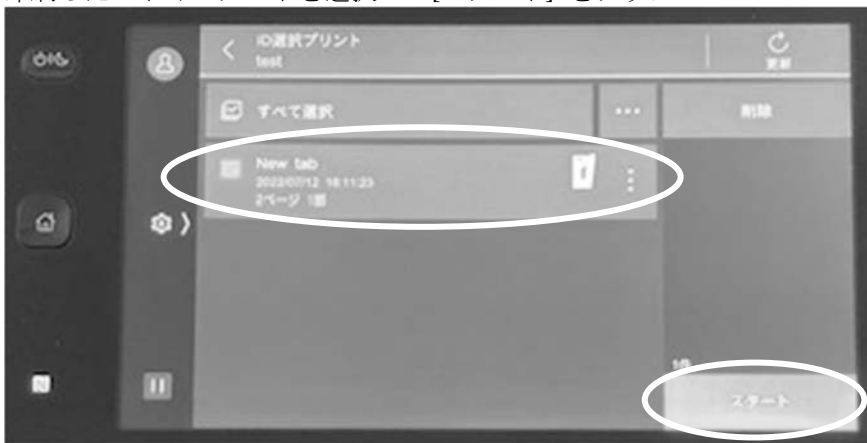 ID選択プリント
test
更新
すべて選択
削除
New tab
2022/07/12 16:11:23
2ページ 1部
スタート